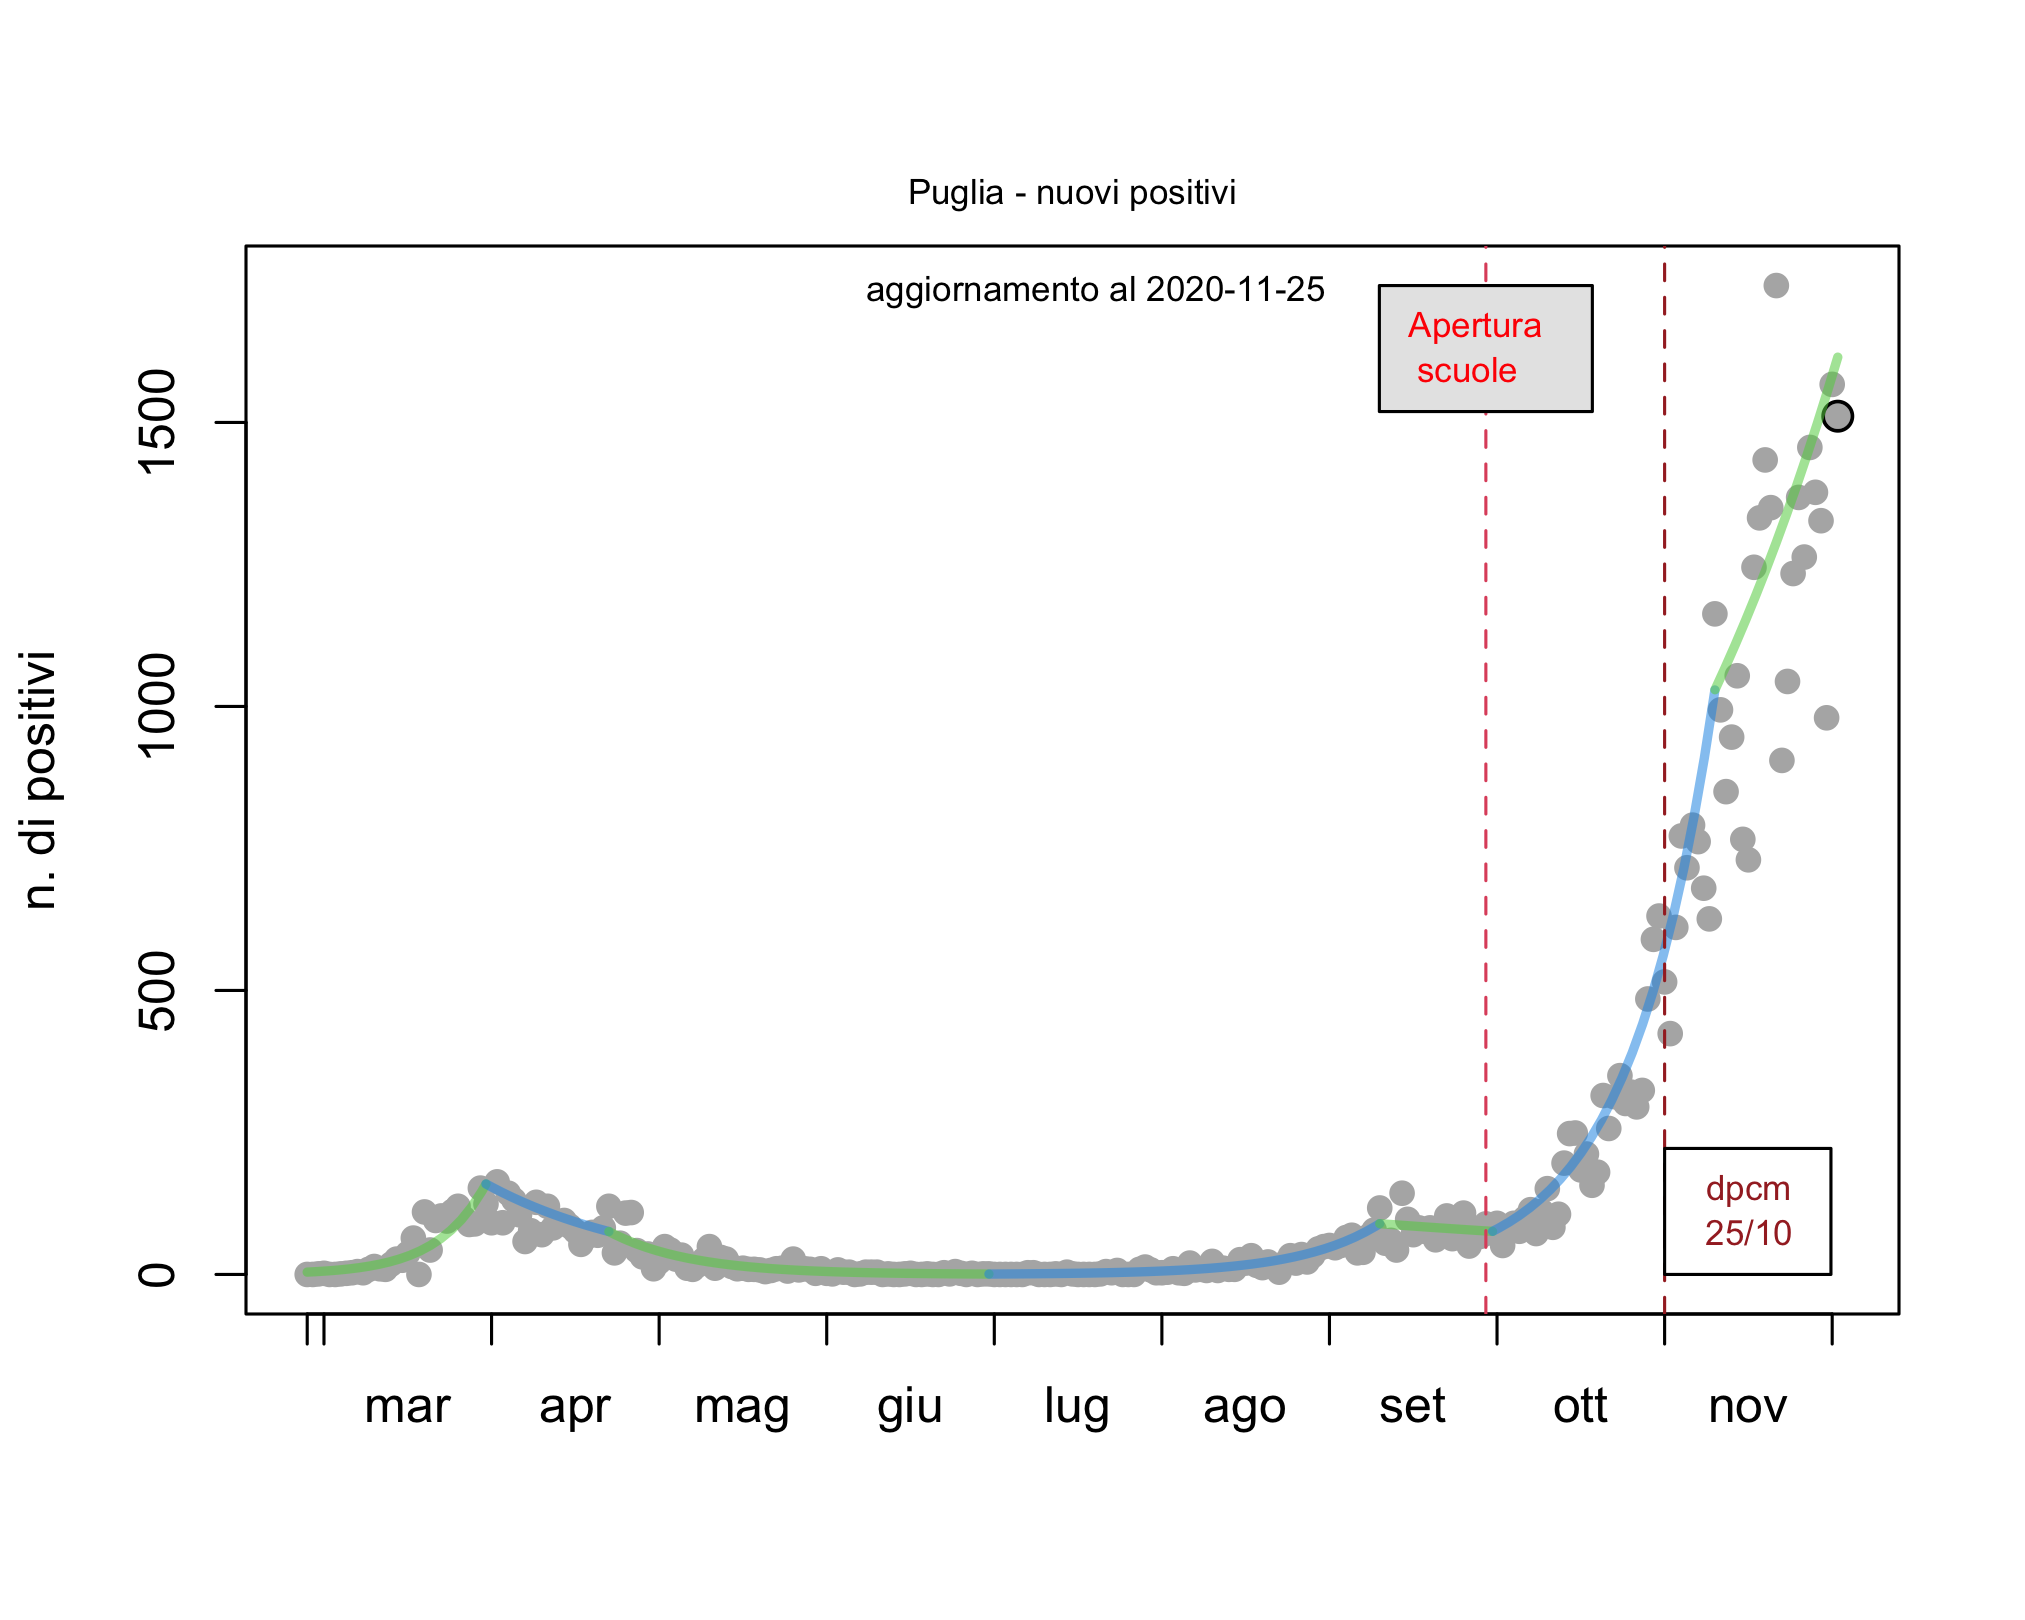 Puglia - nuovi positivi
aggiornamento al 2020-11-25
Apertura
scuole
n. di positivi
1500
1000
500
0
dpcm
25/10
mar apr mag giu lug ago set ott nov